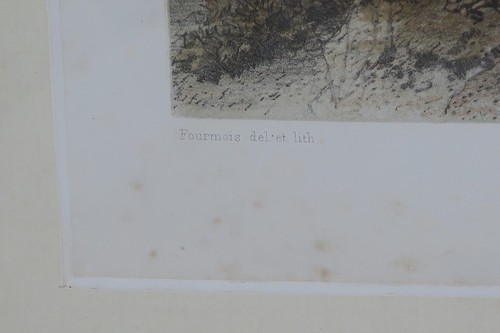 Fourmois del. et lith.